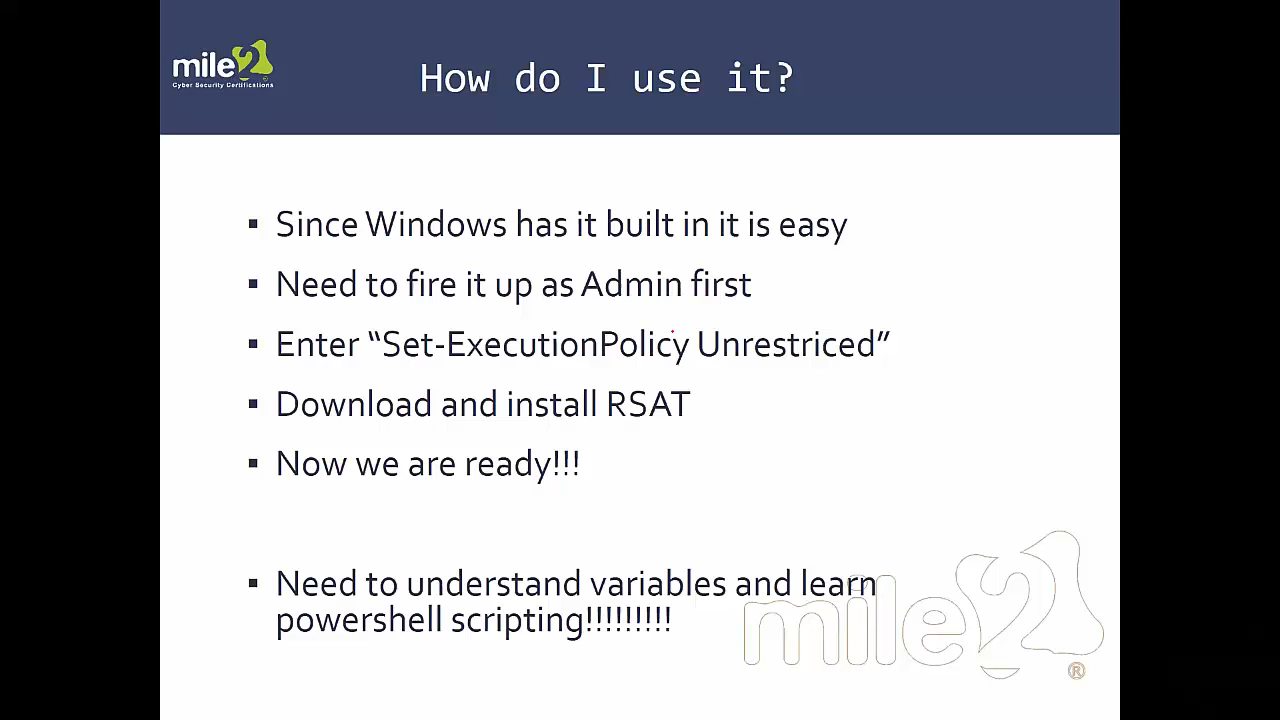 mile2
Cyber Security Certifications
How do I use it?
▪ Since Windows has it built in it is easy
▪ Need to fire it up as Admin first
▪ Enter “Set-ExecutionPolicy Unrestriced”
▪ Download and install RSAT
▪ Now we are ready!!!
▪ Need to understand variables and learn
powershell scripting!!!!!!!!!
mile2
®